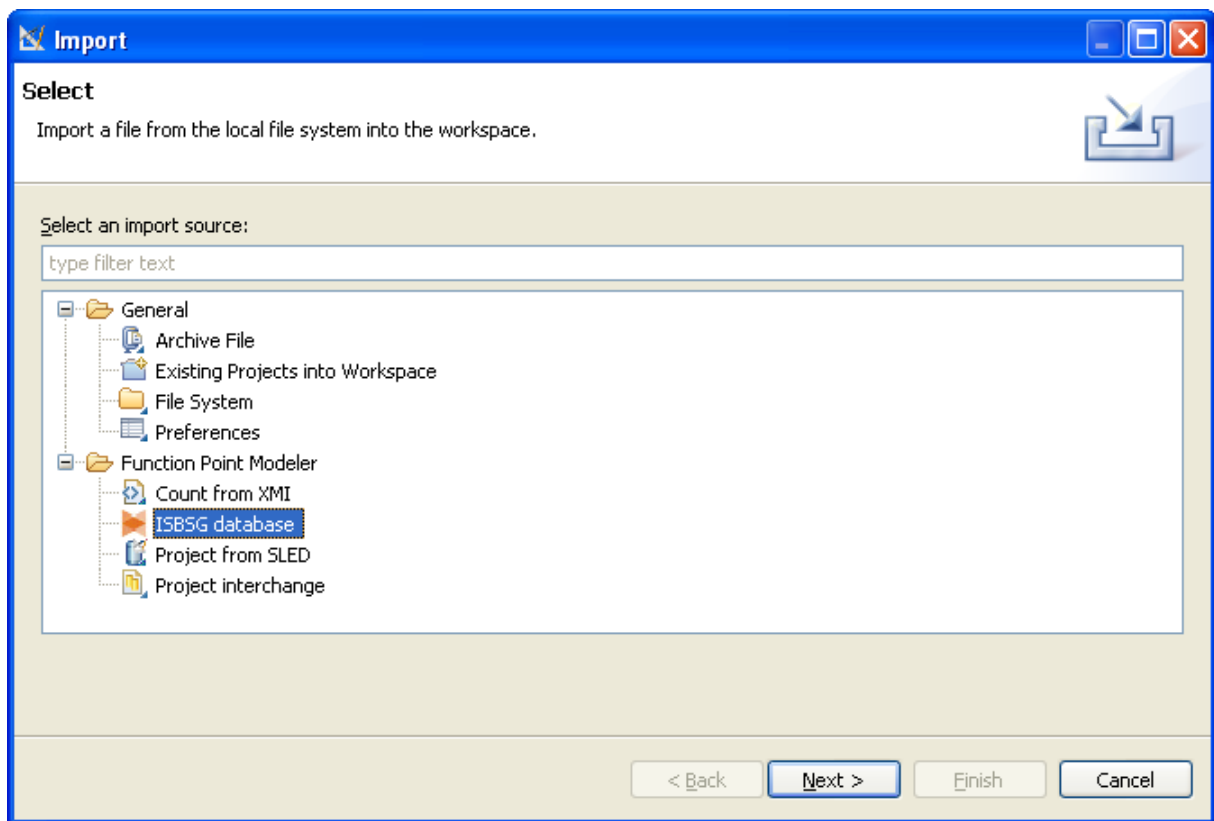 Import
Select
Import a file from the local file system into the workspace.
Select an import source:
type filter text
General
Archive File
Existing Projects into Workspace
File System
Preferences
Function Point Modeler
Count from XMI
ISBSG database
Project from SLED
Project interchange
< Back Next > Finish Cancel